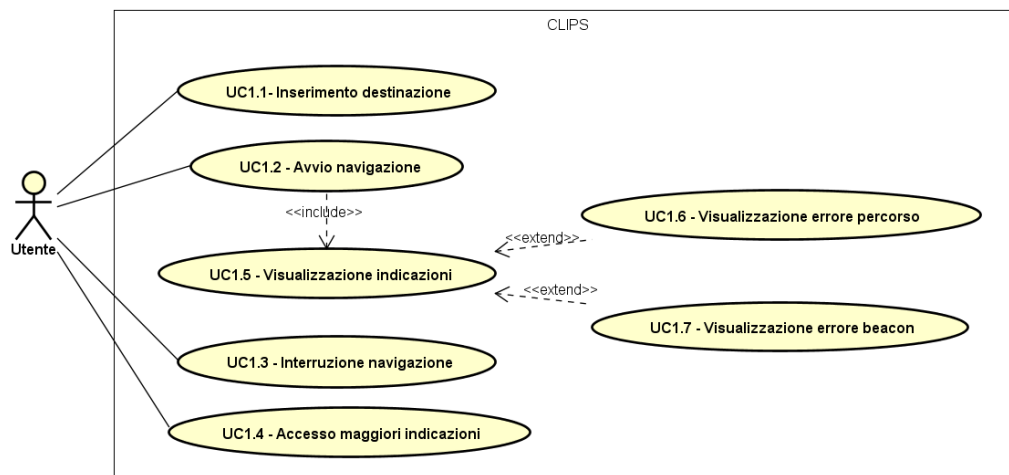 CLIPS
UC1.1- Inserimento destinazione
UC1.2 - Avvio navigazione
<<include>>
UC1.6 - Visualizzazione errore percorso
<<extend>>
Utente
UC1.5 - Visualizzazione indicazioni
<<extend>>
UC1.7 - Visualizzazione errore beacon
UC1.3 - Interruzione navigazione
UC1.4 - Accesso maggiori indicazioni